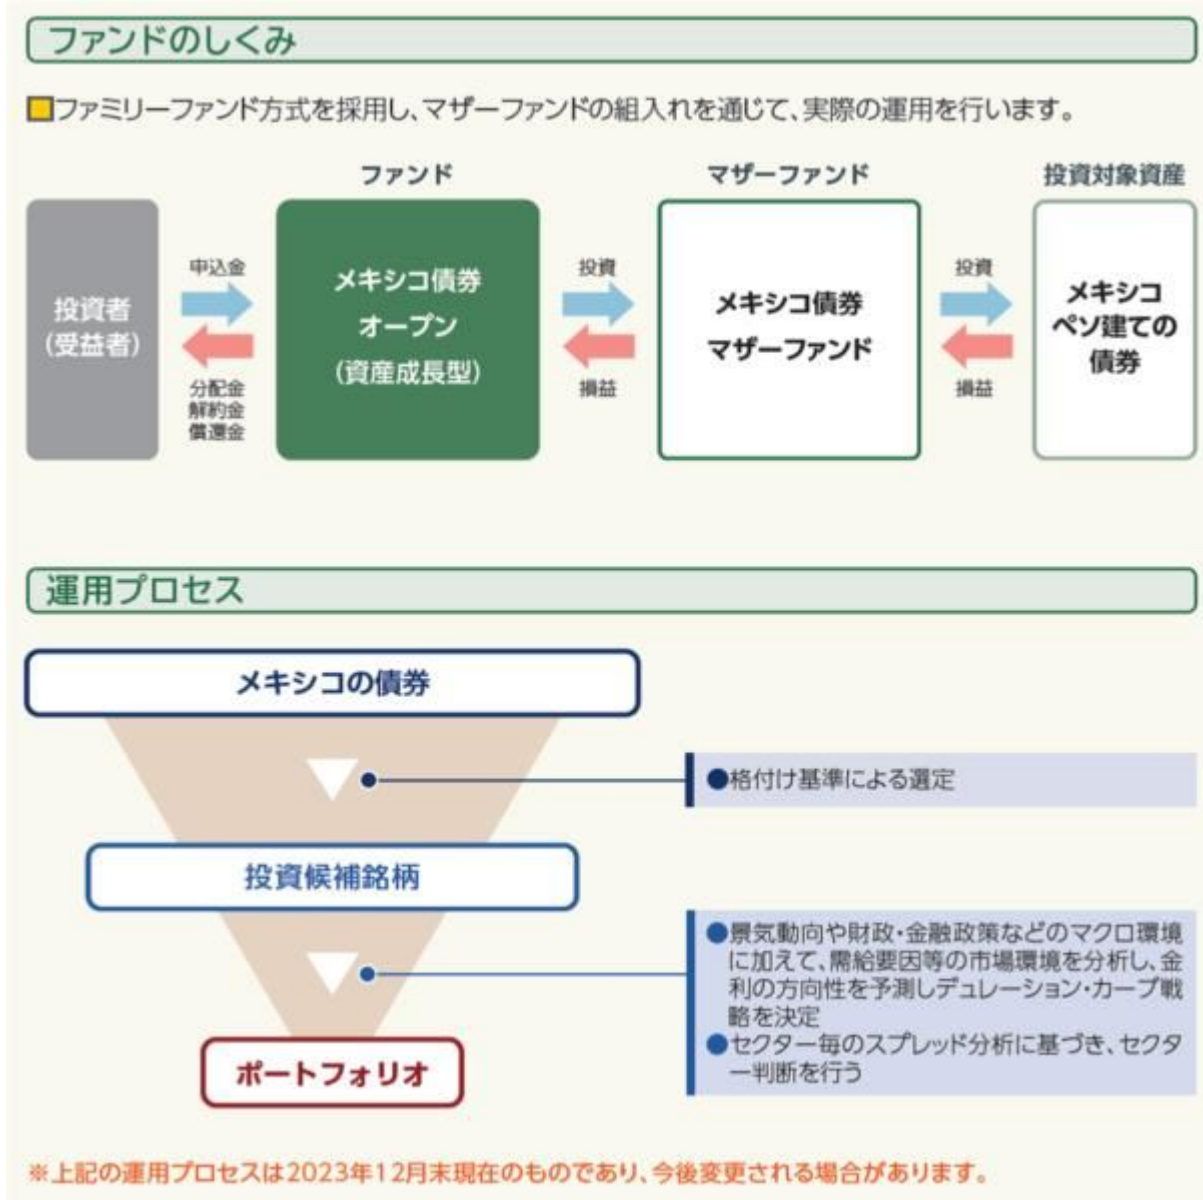 ファンドのしくみ
ファミリーファンド方式を採用し、マザーファンドの組入れを通じて、実際の運用を行います。
ファンド
マザーファンド
投資対象資産
投資者
(受益者)
申込金
分配金
解約金
償還金
メキシコ債券
オープン
(資産成長型)
投資
損益
メキシコ債券
マザーファンド
投資
損益
メキシコ
ペソ建ての
債券
運用プロセス
メキシコの債券
●格付け基準による選定
投資候補銘柄
●景気動向や財政・金融政策などのマクロ環境
に加えて、需給要因等の市場環境を分析し、金
利の方向性を予測しデュレーション・カーブ戦
略を決定
●セクター毎のスプレッド分析に基づき、セクタ
ー判断を行う
ポートフォリオ
※上記の運用プロセスは2023年12月末現在のものであり、今後変更される場合があります。